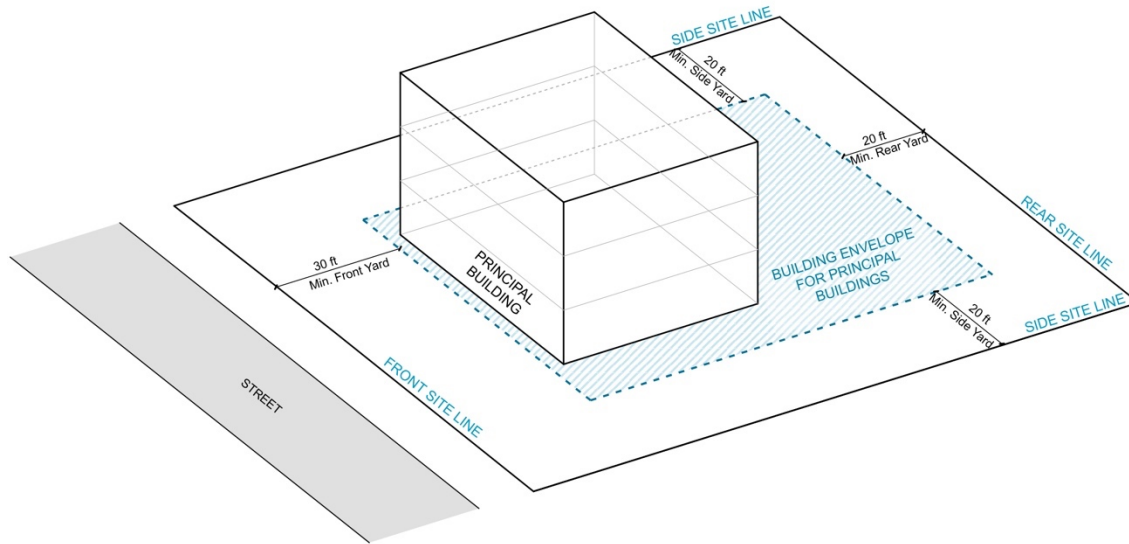 SIDE SITE LINE
20 ft
Min. Side Yard
20 ft
Min. Rear Yard
REAR SITE LINE
30 ft
Min. Front Yard
PRINCIPAL
BUILDING
BUILDING ENVELOPE
FOR PRINCIPAL
BUILDINGS
20 ft
Min. Side Yard
SIDE SITE LINE
FRONT SITE LINE
STREET